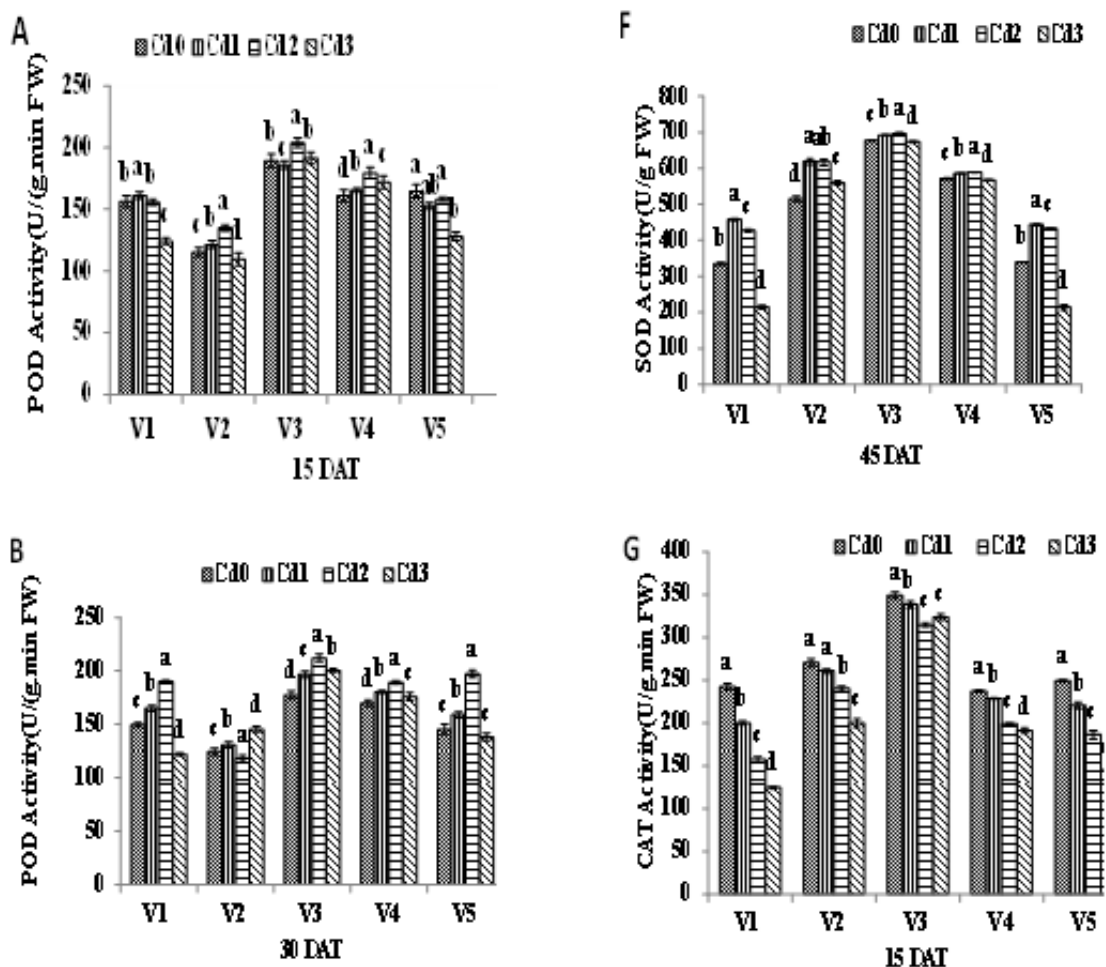 A
Cd0 Cd1 Cd2 Cd3
POD Activity(U/(g.min FW)
250
200
150
100
50
0
b a b c
c b a d
b c a b
d b a c
a ab a b
V1 V2 V3 V4 V5
15 DAT
F
Cd0 Cd1 Cd2 Cd3
SOD Activity(U/g FW)
800
700
600
500
400
300
200
100
0
b a c d
d a ab c
c b a d
c b a d
b a c d
V1 V2 V3 V4 V5
45 DAT
B
Cd0 Cd1 Cd2 Cd3
POD Activity(U/(g.min FW)
250
200
150
100
50
0
c b a d
c b a d
d c a b
d b a c
c b a c
V1 V2 V3 V4 V5
30 DAT
G
Cd0 Cd1 Cd2 Cd3
CAT Activity(U/g.min FW)
400
350
300
250
200
150
100
50
0
a b c d
a a b c
a b c c
a b c d
a b c
V1 V2 V3 V4 V5
15 DAT